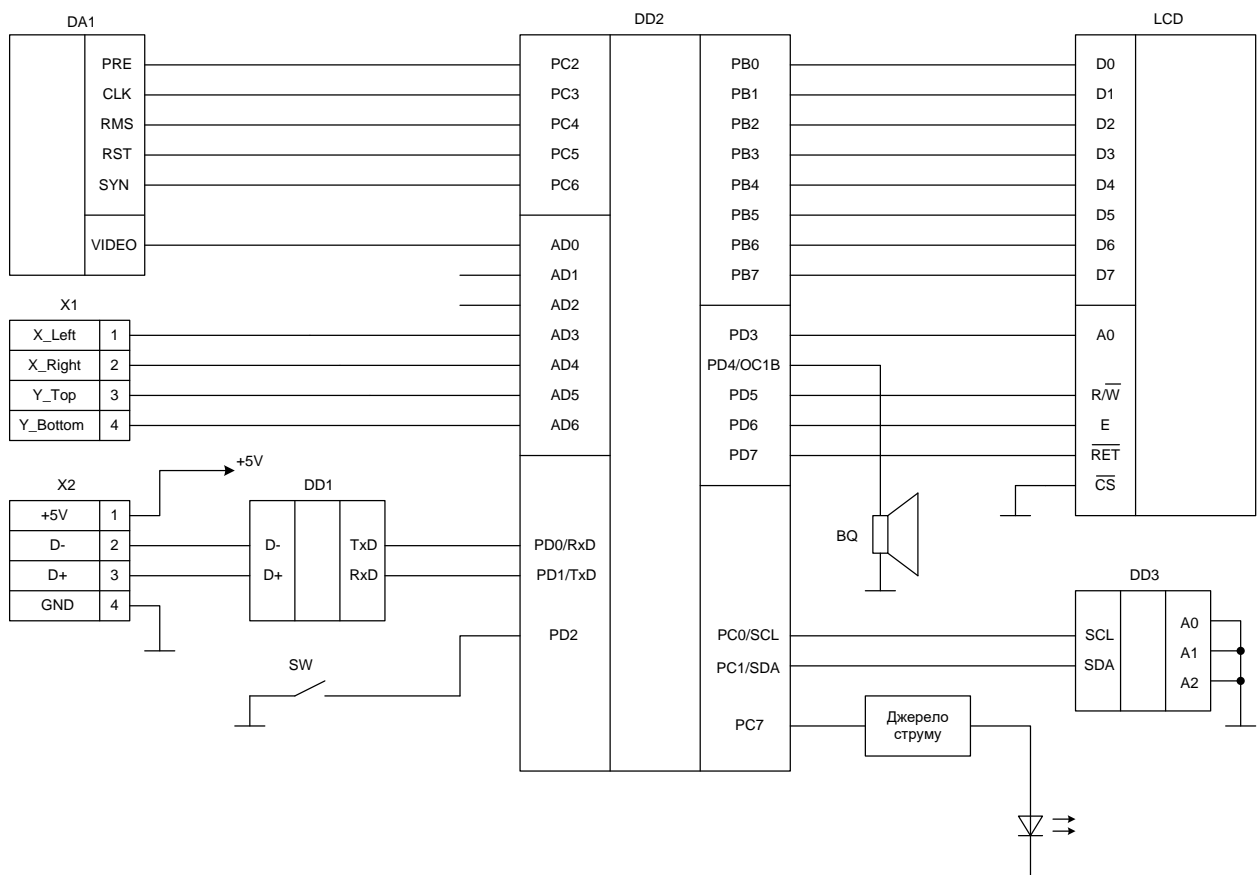 DA1
DD2
LCD
PRE
CLK
RMS
RST
SYN
VIDEO
X1
X_Left 1
X_Right 2
Y_Top 3
Y_Bottom 4
X2
+5V
+5V 1
D- 2
D+ 3
GND 4
DD1
D- TxD
D+ RxD
SW
PC2
PC3
PC4
PC5
PC6
AD0
AD1
AD2
AD3
AD4
AD5
AD6
PD0/RxD
PD1/TxD
PD2
PB0
PB1
PB2
PB3
PB4
PB5
PB6
PB7
PD3
PD4/OC1B
PD5
PD6
PD7
PC0/SCL
PC1/SDA
PC7
D0
D1
D2
D3
D4
D5
D6
D7
A0
R/W̅
E
R̅E̅T̅
C̅S̅
BQ
DD3
SCL
SDA
A0
A1
A2
Джерело
струму